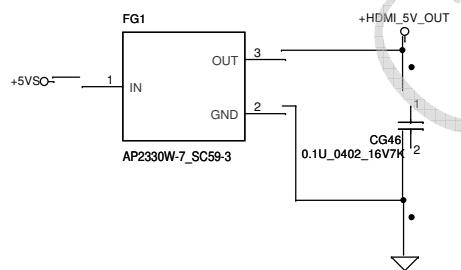 FG1
+HDMI_5V_OUT
OUT 3
+5VS 1 IN
GND 2
1
CG46
2
0.1U_0402_16V7K
AP2330W-7_SC59-3